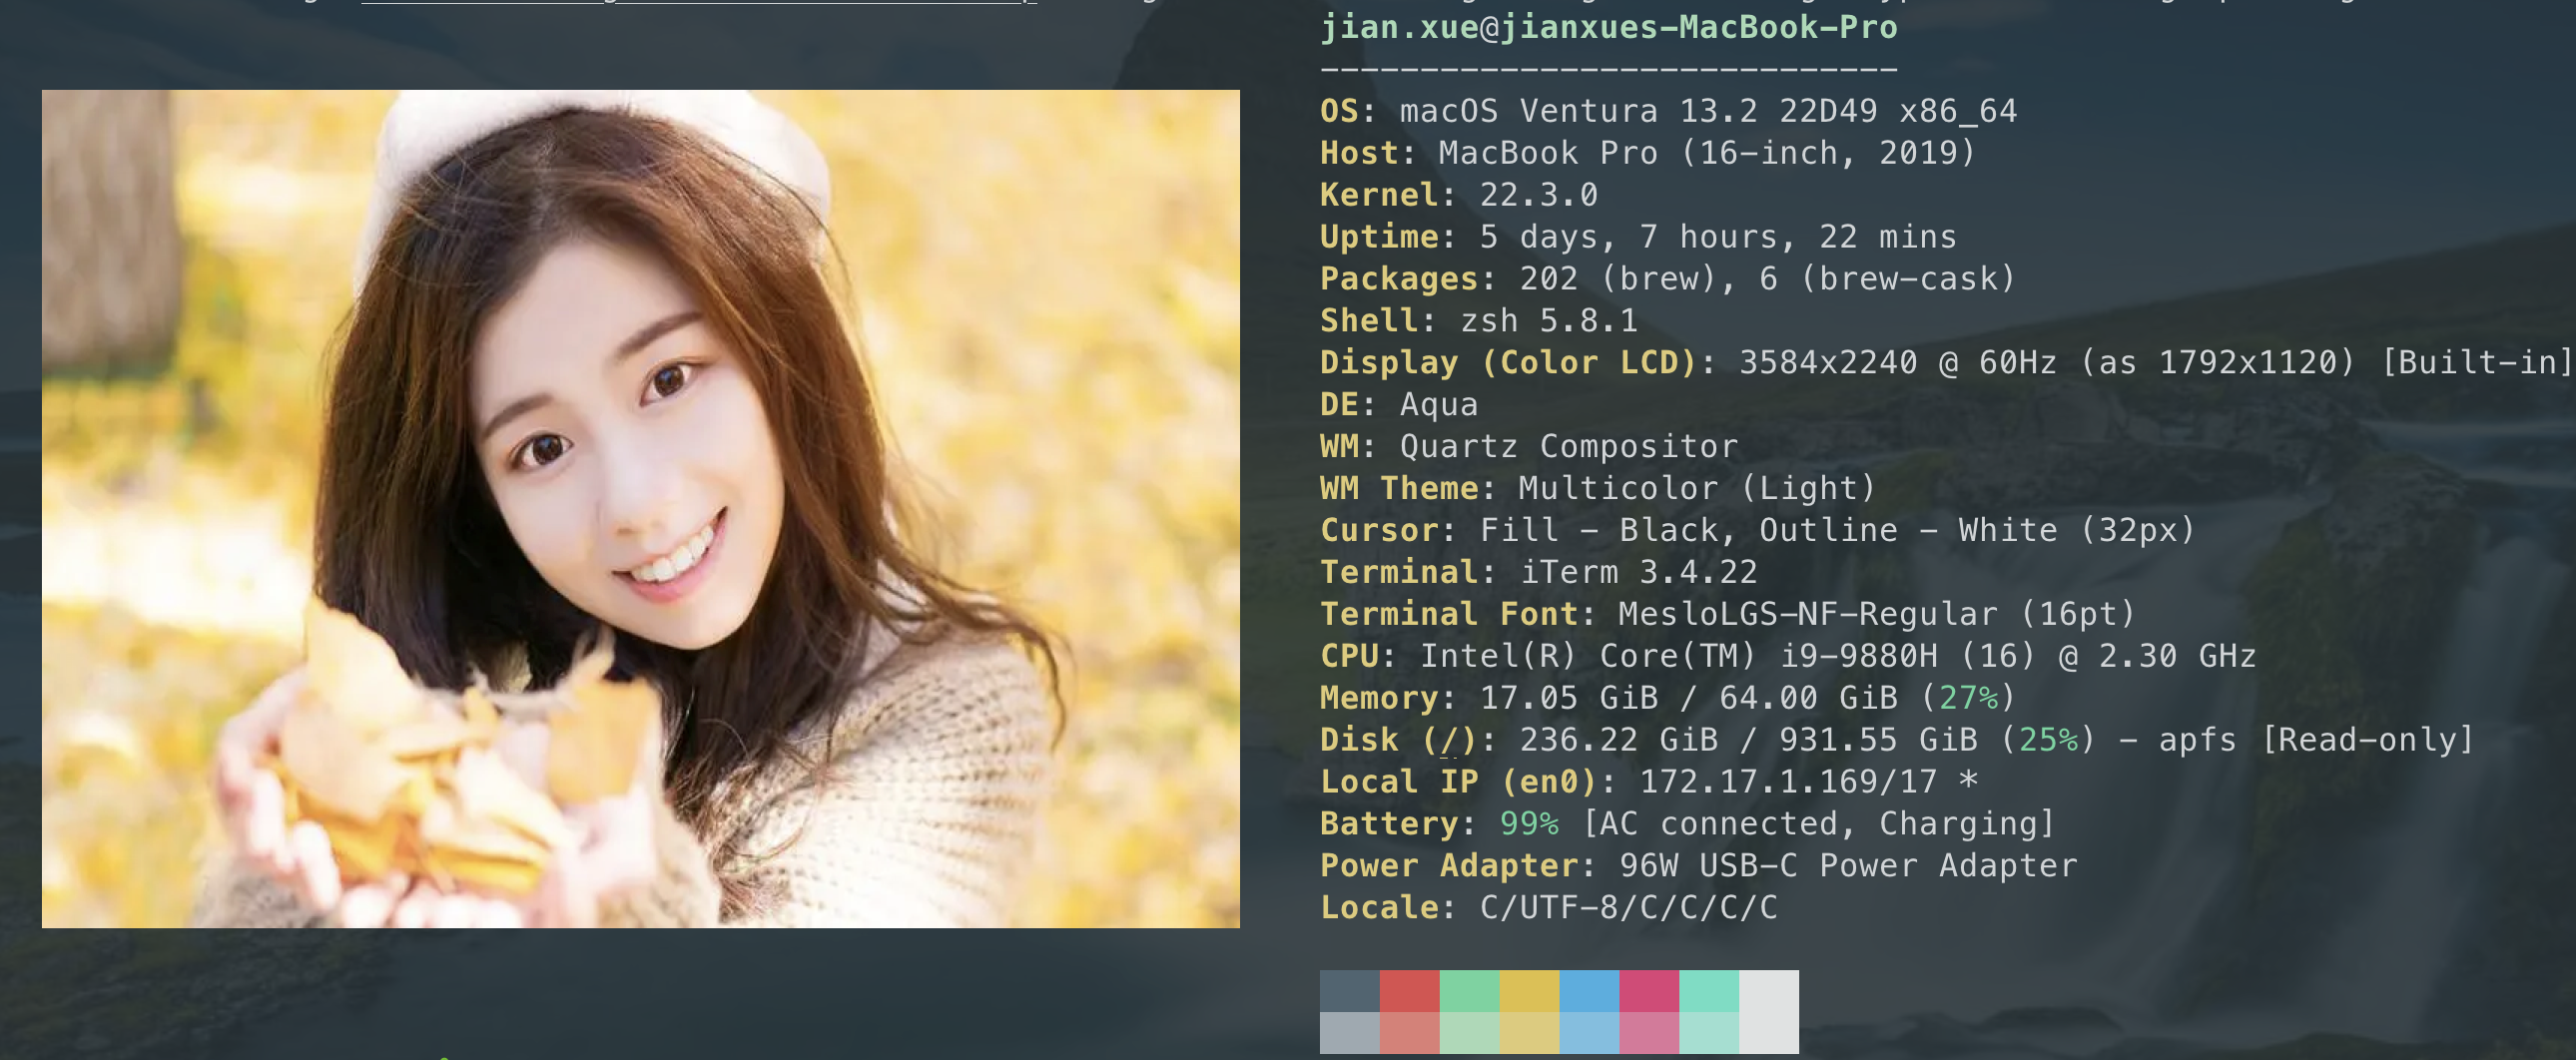 jian.xue@jianxues-MacBook-Pro
-----------------------------
OS: macOS Ventura 13.2 22D49 x86_64
Host: MacBook Pro (16-inch, 2019)
Kernel: 22.3.0
Uptime: 5 days, 7 hours, 22 mins
Packages: 202 (brew), 6 (brew-cask)
Shell: zsh 5.8.1
Display (Color LCD): 3584x2240 @ 60Hz (as 1792x1120) [Built-in]
DE: Aqua
WM: Quartz Compositor
WM Theme: Multicolor (Light)
Cursor: Fill - Black, Outline - White (32px)
Terminal: iTerm 3.4.22
Terminal Font: MesloLGS-NF-Regular (16pt)
CPU: Intel(R) Core(TM) i9-9880H (16) @ 2.30 GHz
Memory: 17.05 GiB / 64.00 GiB (27%)
Disk (/): 236.22 GiB / 931.55 GiB (25%) - apfs [Read-only]
Local IP (en0): 172.17.1.169/17 *
Battery: 99% [AC connected, Charging]
Power Adapter: 96W USB-C Power Adapter
Locale: C/UTF-8/C/C/C/C